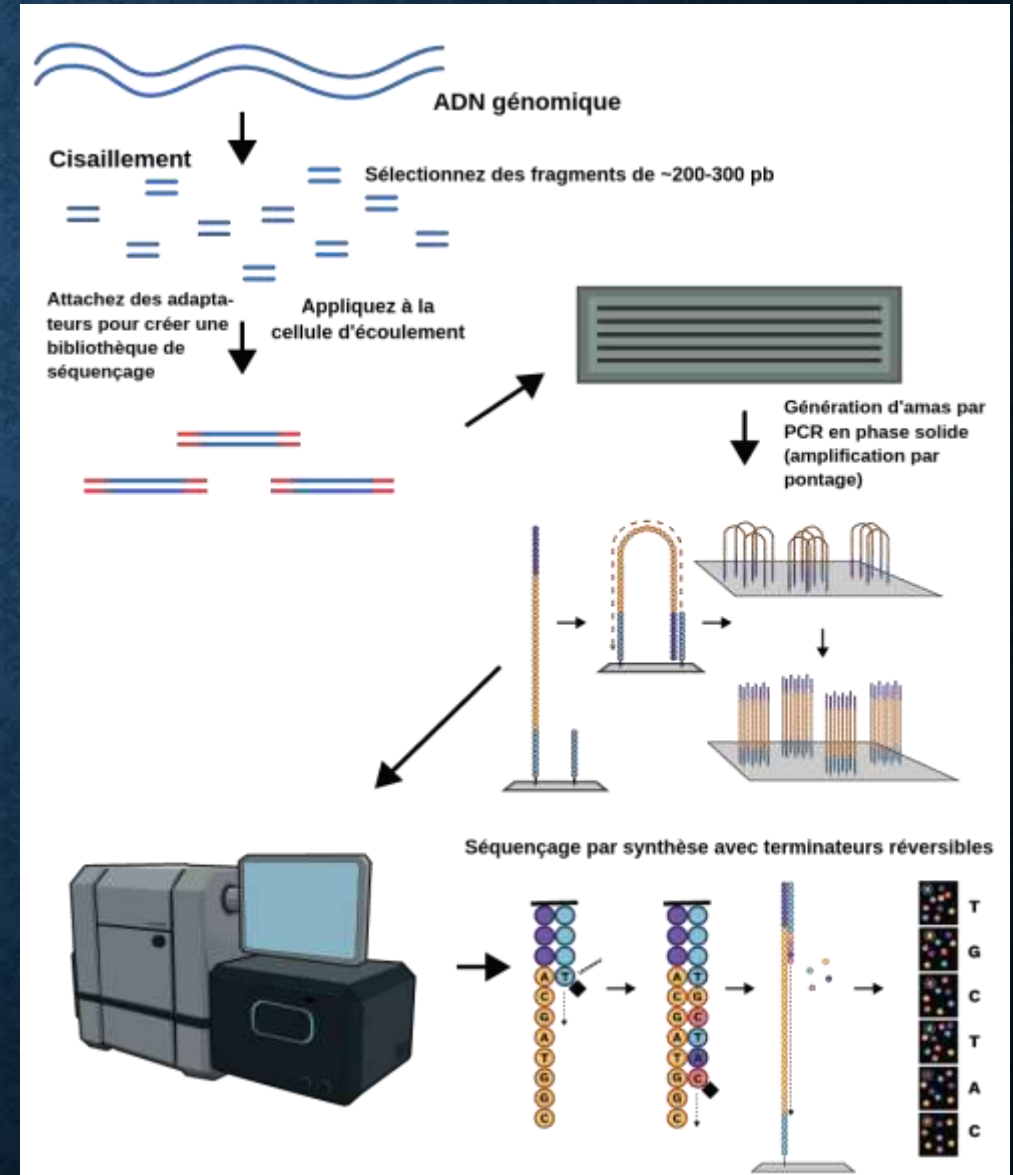 ADN génomique
Cisaillement
Sélectionnez des fragments de ~200-300 pb
Attachez des adapta-
teurs pour créer une
bibliothèque de
séquençage
Appliquez à la
cellule d'écoulement
Génération d'amas par
PCR en phase solide
(amplification par
pontage)
Séquençage par synthèse avec terminateurs réversibles
A T
C
G
A
T
G
G
C
A T
C G
G C
A T
T A
G C
G
C
T
G
C
T
A
C